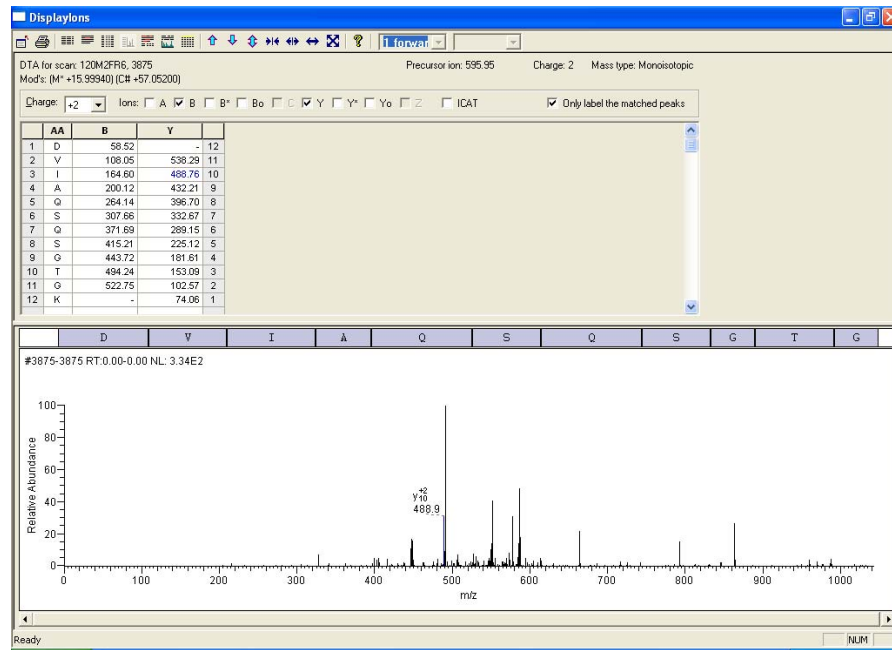 DisplayIons
1 forwar
DTA for scan: 120M2FR6, 3875 Precursor ion: 595.95 Charge: 2 Mass type: Monoisotopic
Mod's: (M* +15.99940) (C# +57.05200)
Charge: +2 Ions: A B B* Bo C Y Y* Yo Z ICAT Only label the matched peaks
AA B Y
1 D 58.52 - 12
2 V 108.05 538.29 11
3 I 164.60 488.76 10
4 A 200.12 432.21 9
5 Q 264.14 396.70 8
6 S 307.66 332.67 7
7 Q 371.69 289.15 6
8 S 415.21 225.12 5
9 G 443.72 181.61 4
10 T 494.24 153.09 3
11 G 522.75 102.57 2
12 K - 74.06 1
D V I A Q S Q S G T G
#3875-3875 RT:0.00-0.00 NL: 3.34E2
100
80
60
40
20
0
Relative Abundance
y+2 10
488.9
0 100 200 300 400 500 600 700 800 900 1000
m/z
Ready NUM